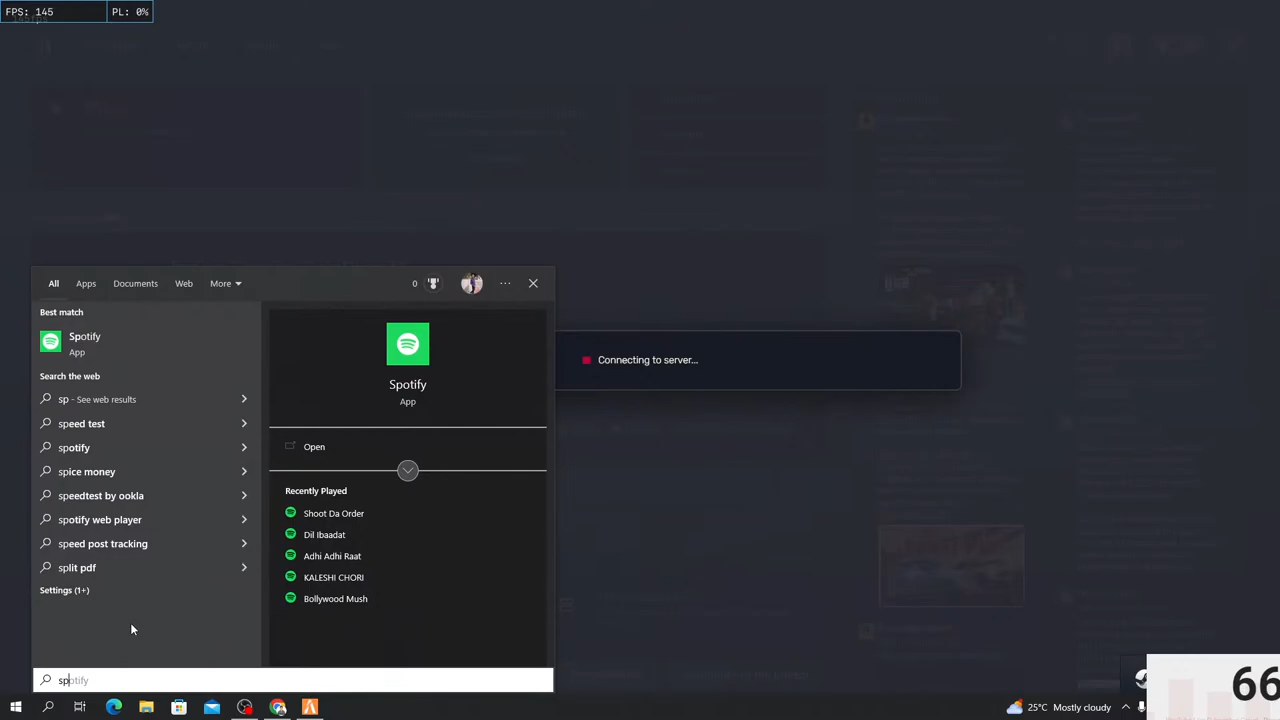 FPS: 145
PL: 0%
All
Apps
Documents
Web
More
0
Best match
Spotify
App
Search the web
sp - See web results
speed test
spotify
spice money
speedtest by ookla
spotify web player
speed post tracking
split pdf
Settings (1+)
Spotify
App
Open
Recently Played
Shoot Da Order
Dil Ibaadat
Adhi Adhi Raat
KALESHI CHORI
Bollywood Mush
Connecting to server...
spotify
25°C Mostly cloudy
66